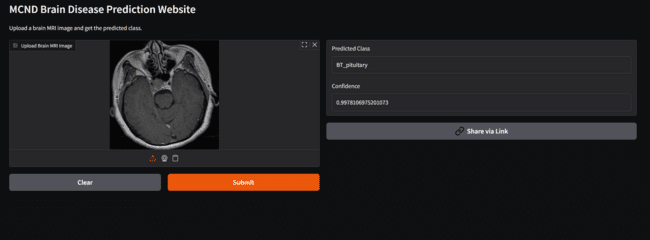 MCND Brain Disease Prediction Website
Upload a brain MRI image and get the predicted class.
Upload Brain MRI Image
Predicted Class
BT_pituitary
Confidence
0.9978106975201073
Share via Link
Clear
Submit